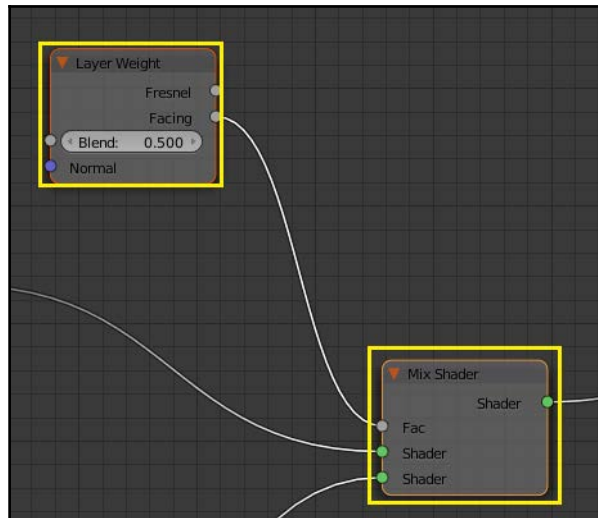 Layer Weight
Fresnel
Facing
Blend: 0.500
Normal
Mix Shader
Shader
Fac
Shader
Shader